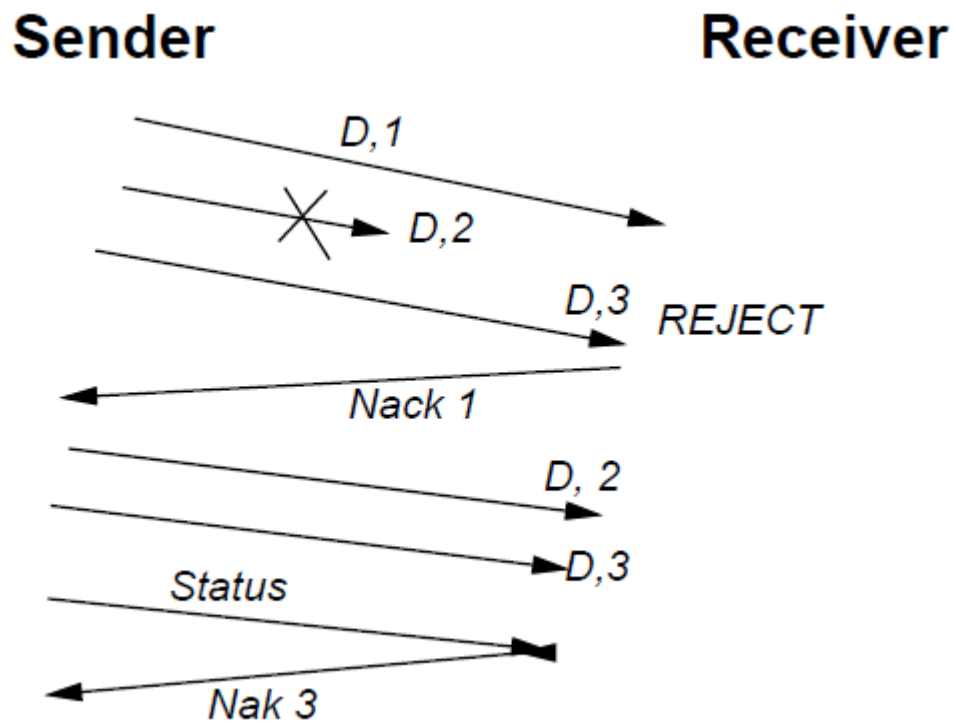 Sender
Receiver
D,1
D,2
D,3
REJECT
Nack 1
D, 2
D,3
Status
Nak 3